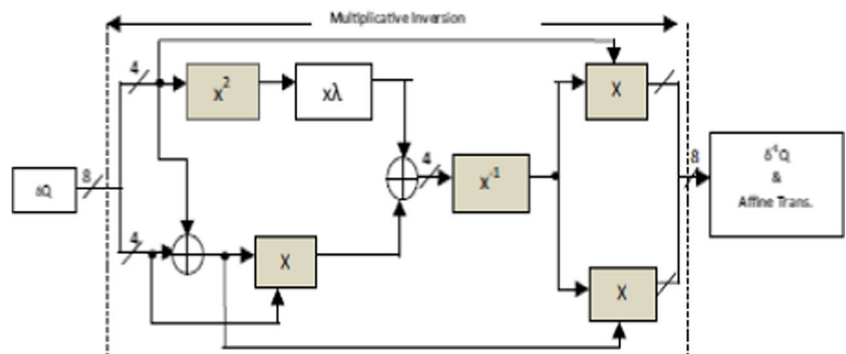 Multiplicative Inversion
4
x²
xλ
X
4
x⁻¹
8
δQ
8
δ⁻¹Q
&
Affine Trans.
4
X
X